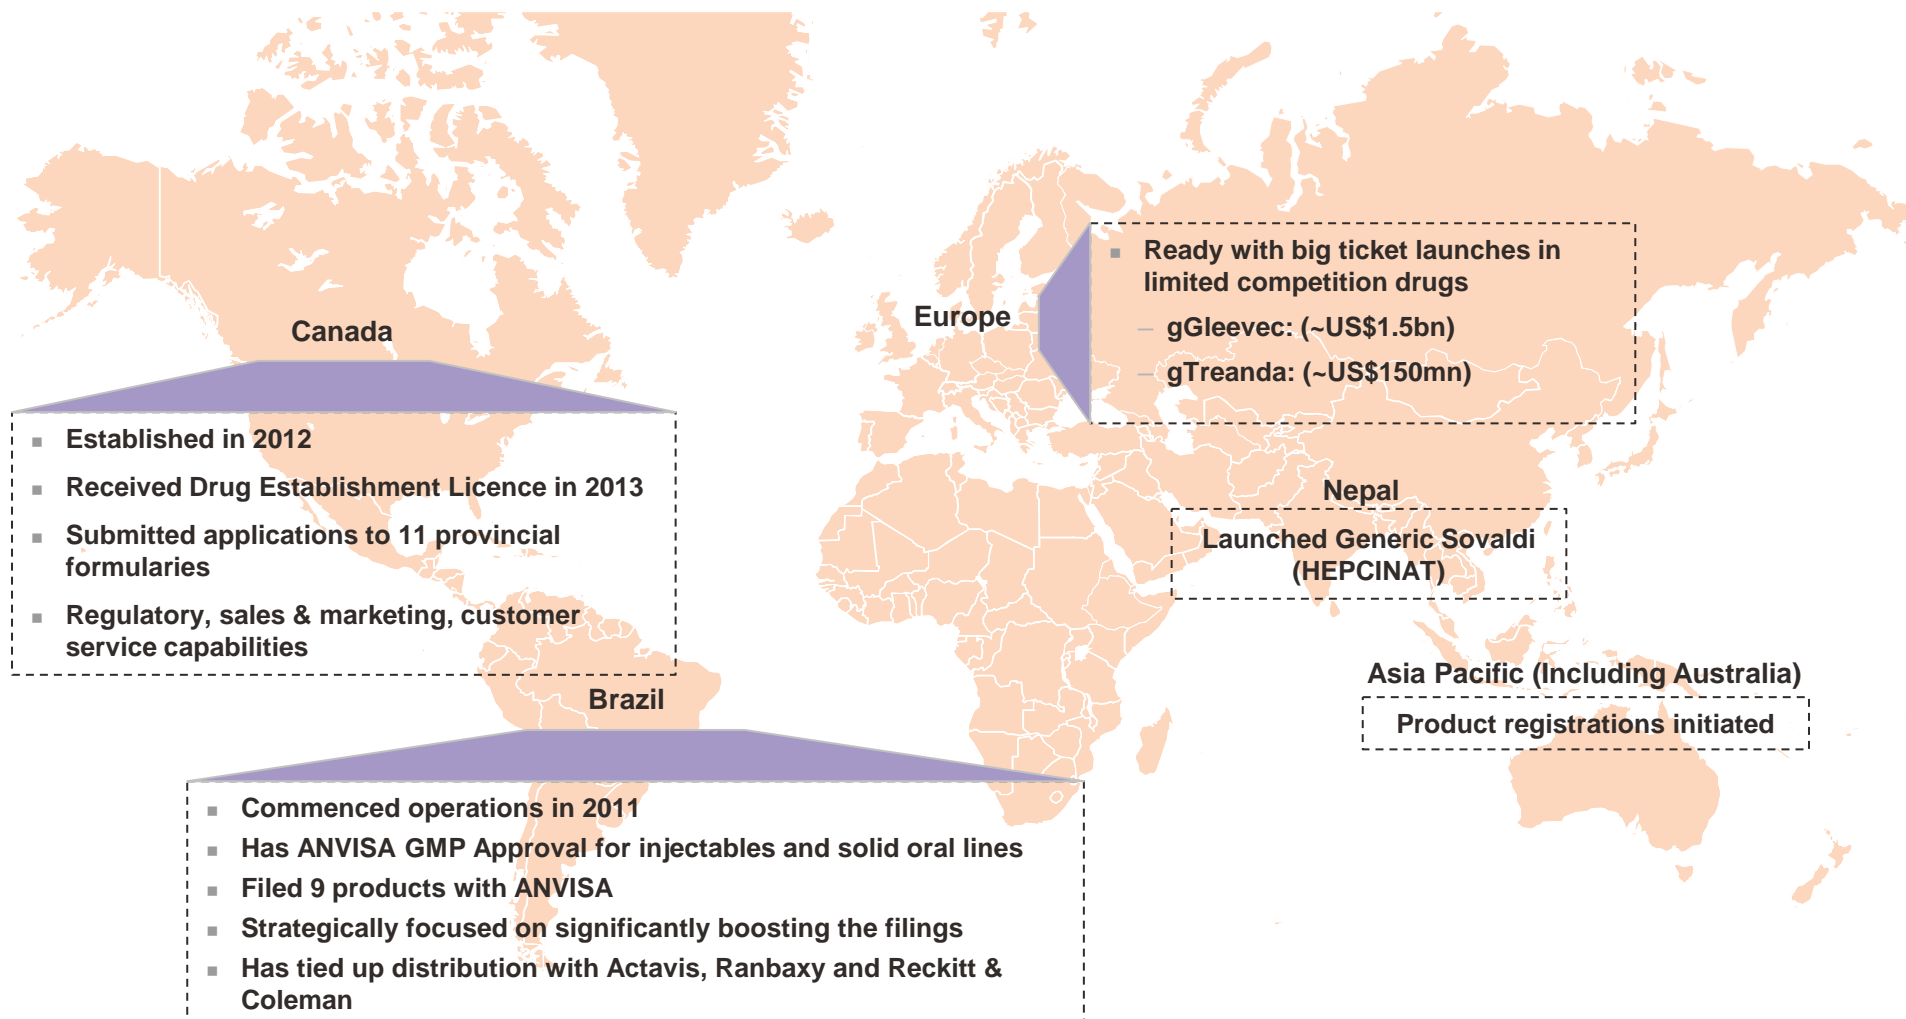 Canada
■ Established in 2012
■ Received Drug Establishment Licence in 2013
■ Submitted applications to 11 provincial
formularies
■ Regulatory, sales & marketing, customer
service capabilities
Europe
■ Ready with big ticket launches in
limited competition drugs
– gGleevec: (~US$1.5bn)
– gTreanda: (~US$150mn)
Nepal
Launched Generic Sovaldi
(HEPCINAT)
Asia Pacific (Including Australia)
Product registrations initiated
Brazil
■ Commenced operations in 2011
■ Has ANVISA GMP Approval for injectables and solid oral lines
■ Filed 9 products with ANVISA
■ Strategically focused on significantly boosting the filings
■ Has tied up distribution with Actavis, Ranbaxy and Reckitt &
Coleman